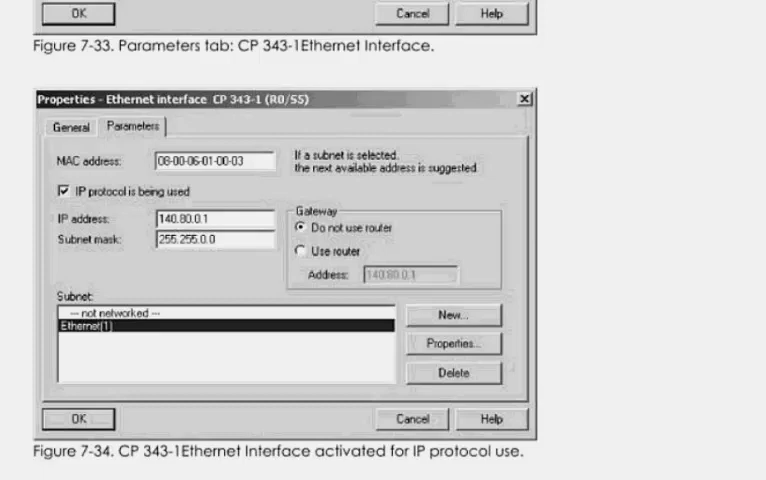 OK Cancel Help
Figure 7-33. Parameters tab: CP 343-1Ethernet Interface.
Properties - Ethernet interface CP 343-1 (R0/S5)
General Parameters
MAC address: 08-00-06-01-00-03
If a subnet is selected,
the next available address is suggested.
IP protocol is being used
IP address: 140.80.0.1
Subnet mask: 255.255.0.0
Gateway
Do not use router
Use router
Address: 140.80.0.1
Subnet:
--- not networked ---
Ethernet(1)
New...
Properties...
Delete
OK Cancel Help
Figure 7-34. CP 343-1Ethernet Interface activated for IP protocol use.